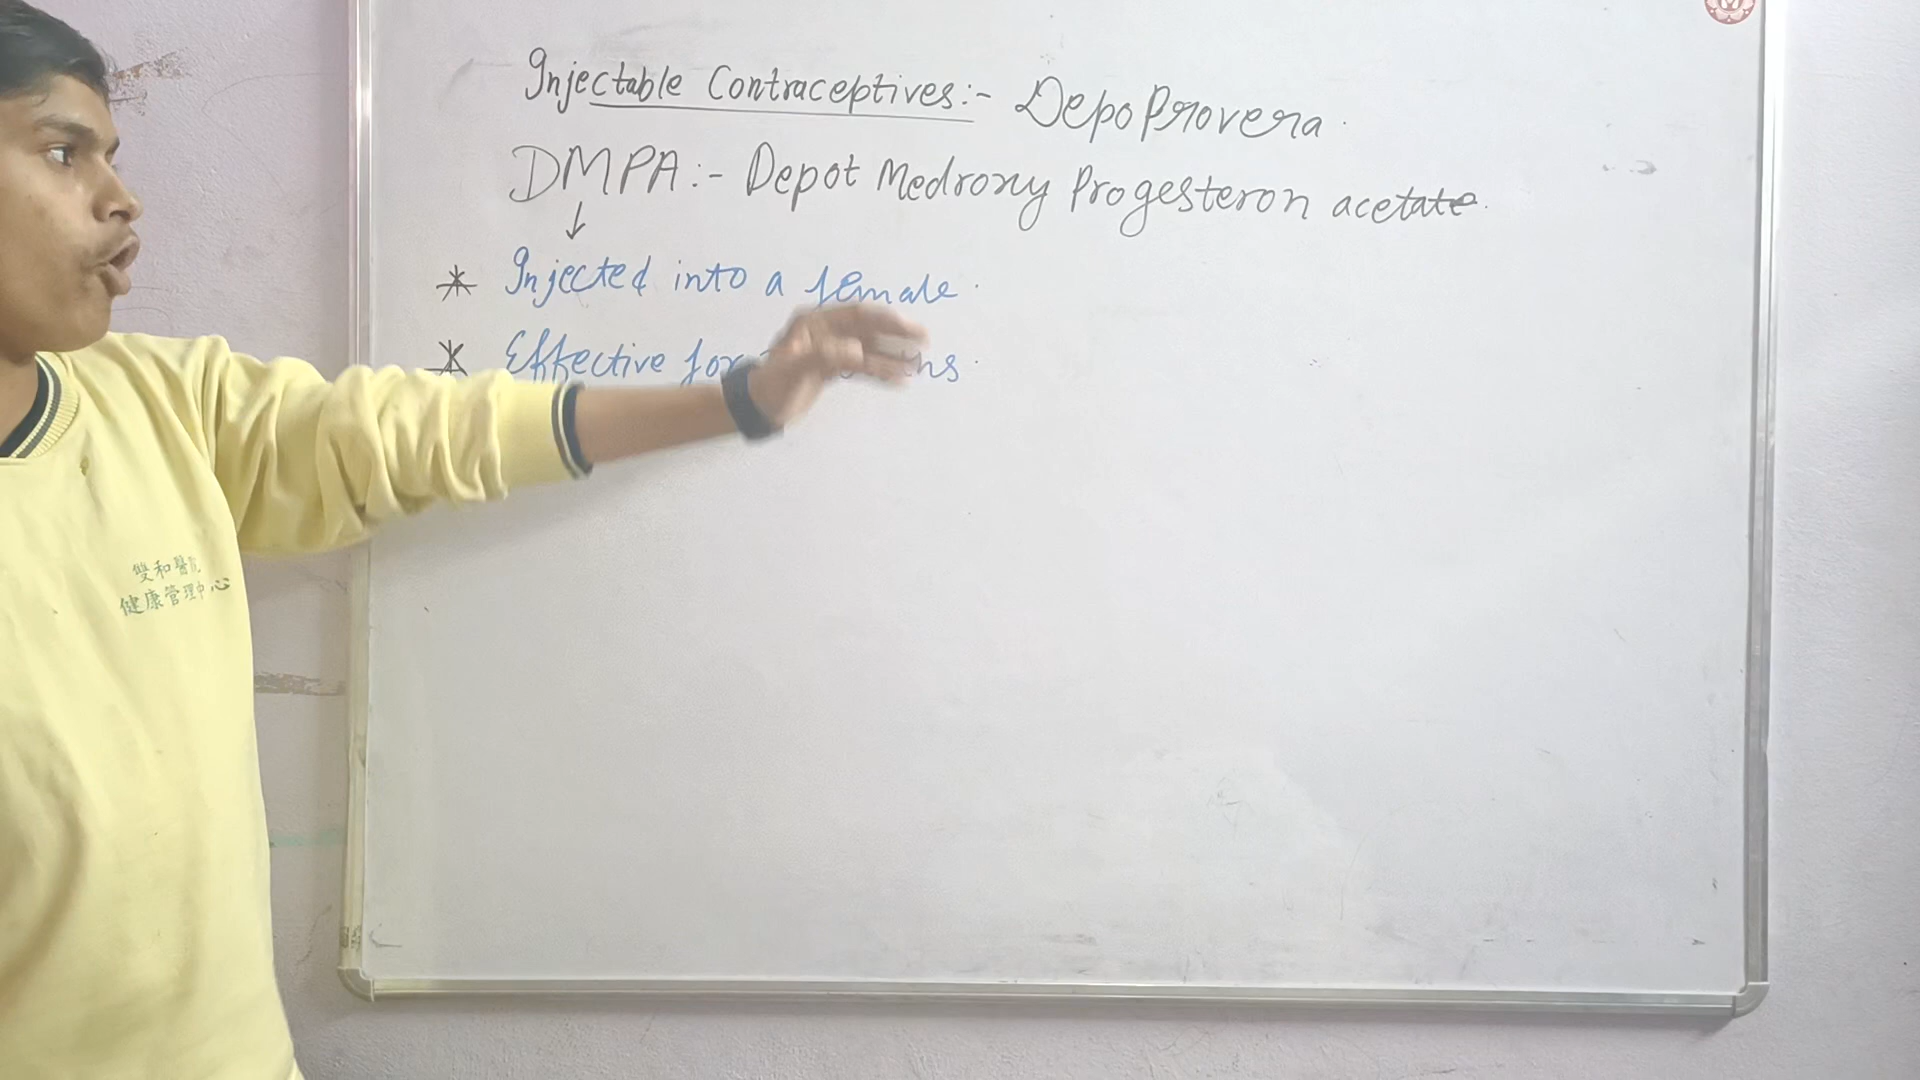 Injectable Contraceptives:- DepoProvera
DMPA:- Depot Medroxy Progesteron acetate.
Injected into a female.
Effective for
雙和醫院
健康管理中心